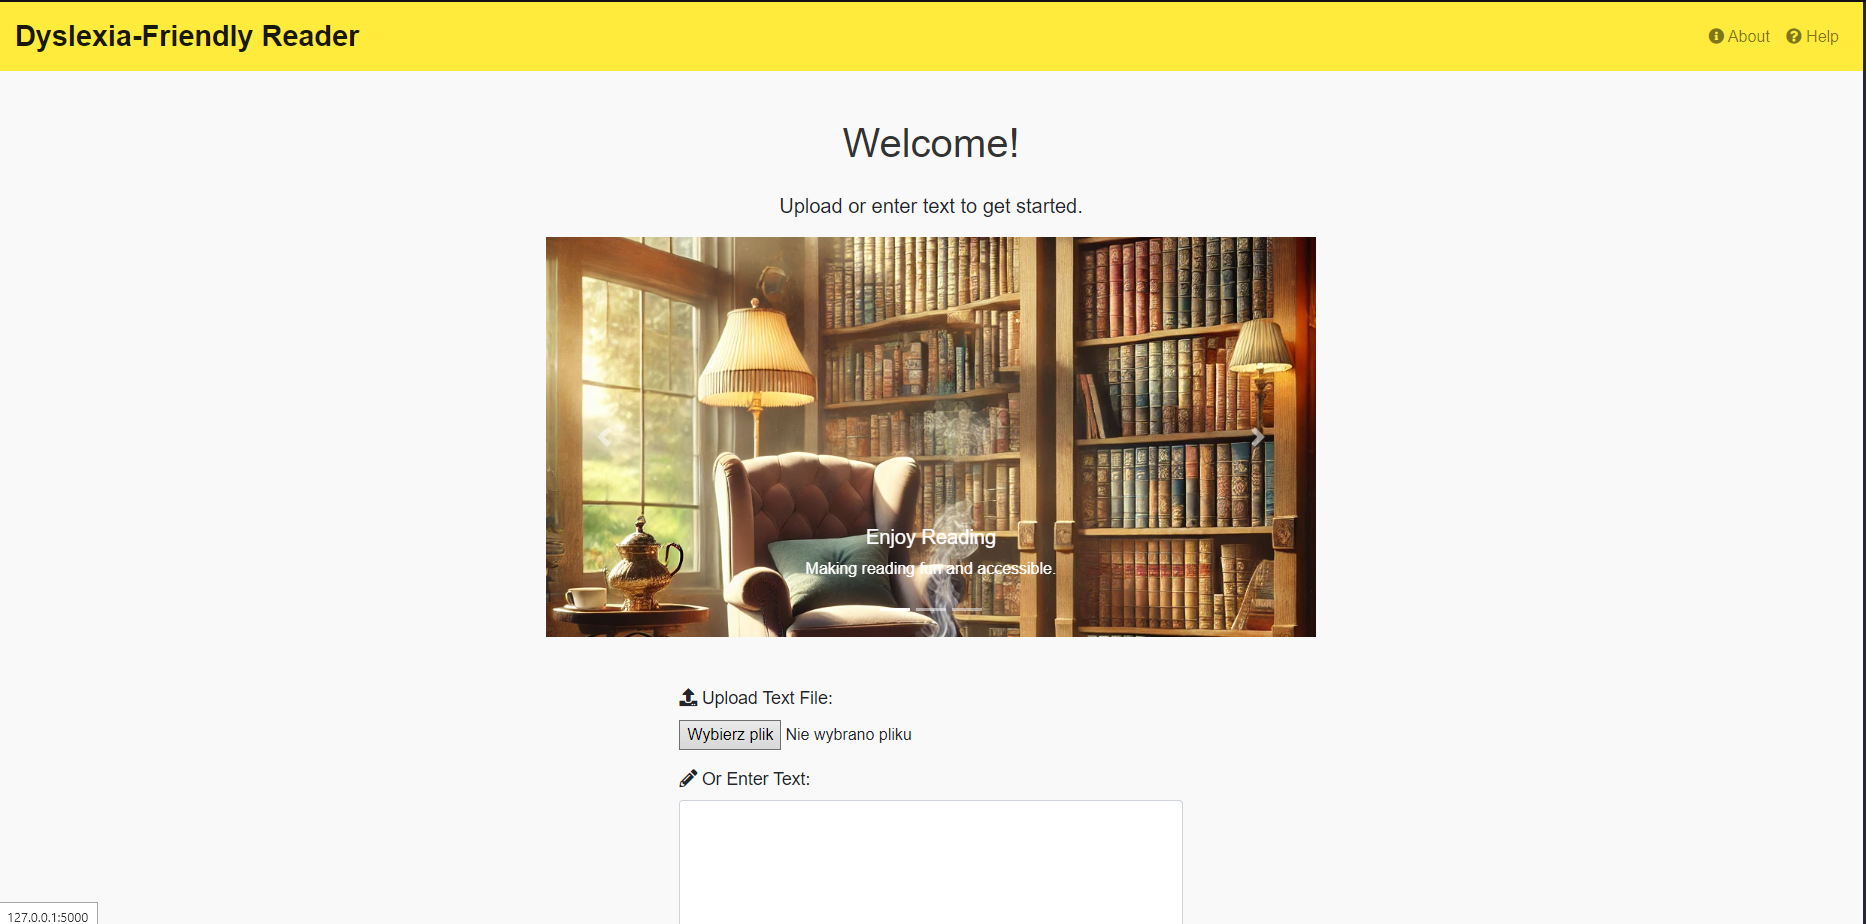 Dyslexia-Friendly Reader
About Help
Welcome!
Upload or enter text to get started.
Enjoy Reading
Making reading fun and accessible.
Upload Text File:
Wybierz plik Nie wybrano pliku
Or Enter Text:
127.0.0.1:5000